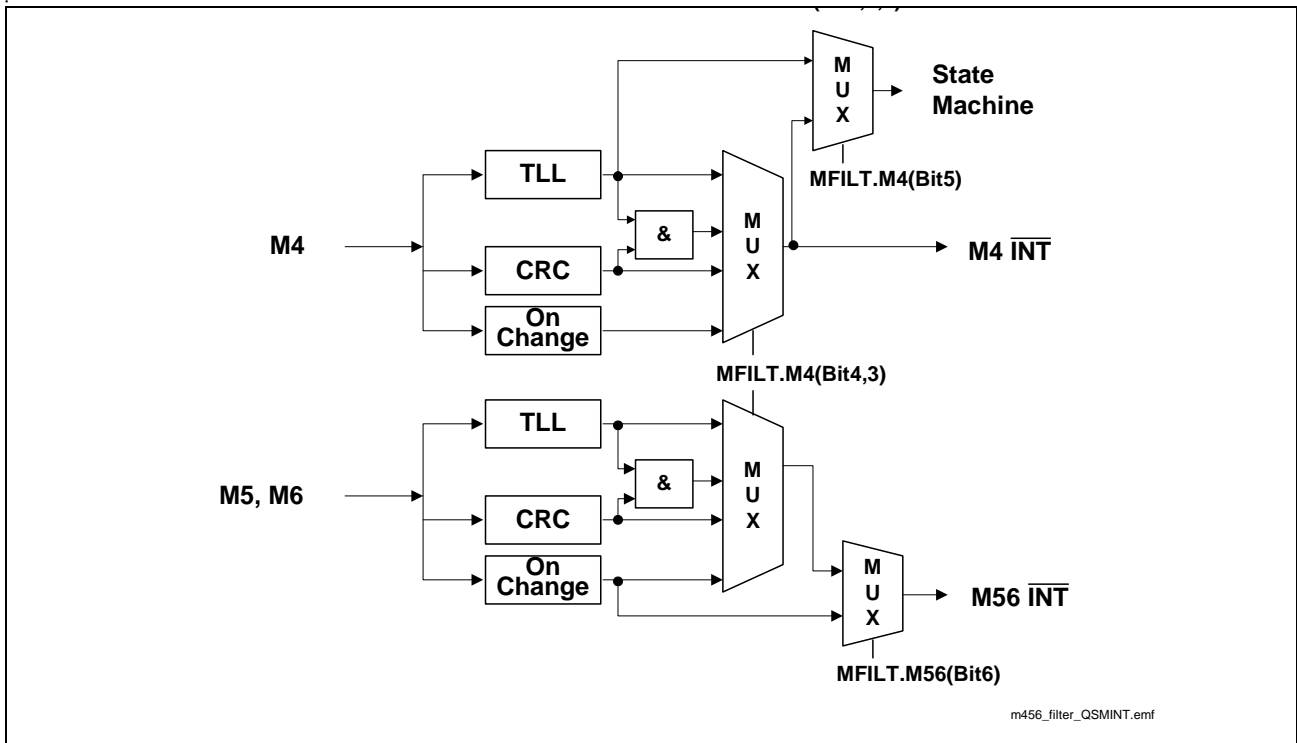 M
U
X
State
Machine
MFILT.M4(Bit5)
TLL
M4
&
CRC
On
Change
M
U
X
M4 INT
MFILT.M4(Bit4,3)
TLL
M5, M6
&
CRC
On
Change
M
U
X
M
U
X
M56 INT
MFILT.M56(Bit6)
m456_filter_QSMINT.emf